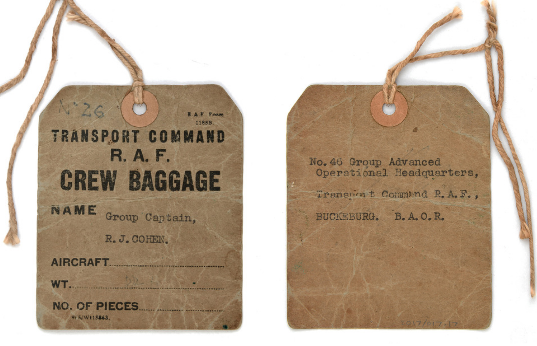 26
R.A.F. Form
TRANSPORT COMMAND
R. A. F.
CREW BAGGAGE
NAME Group Captain,
R.J.COHEN.
AIRCRAFT
WT.
NO. OF PIECES
No.46 Group Advanced
Operational Headquarters,
Transport Command R.A.F.,
BUCKEBURG. B.A.O.R.